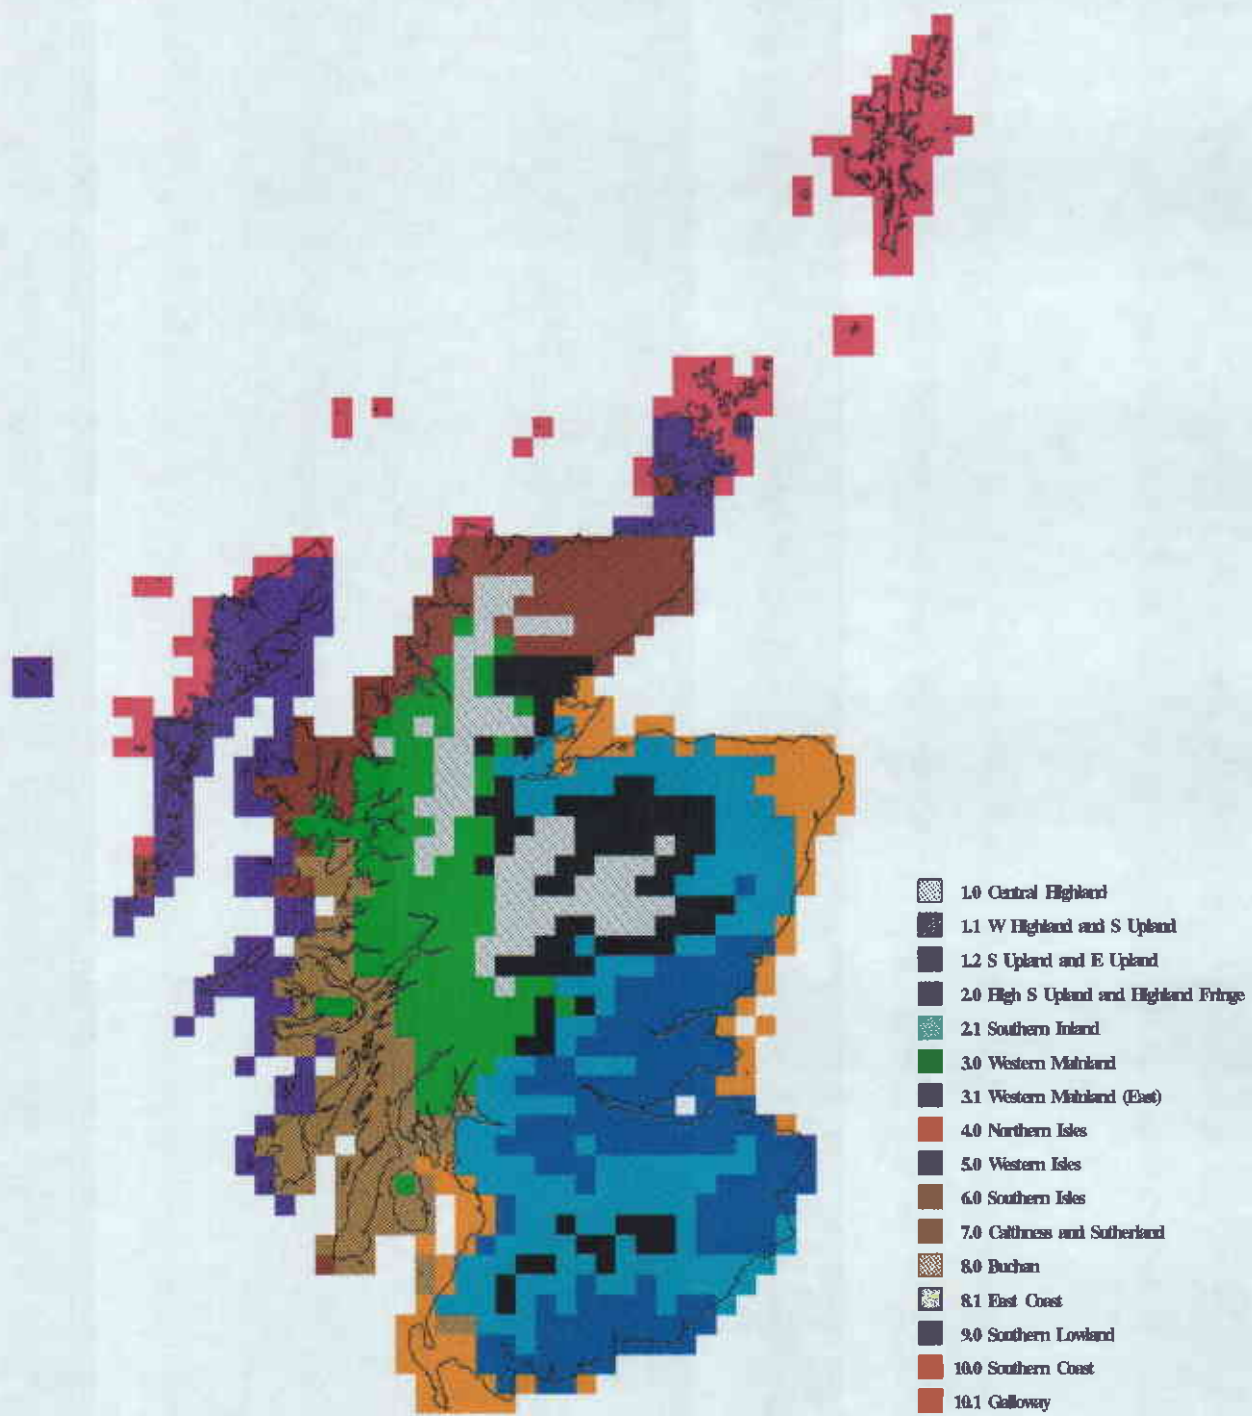 1.0 Central Highland
1.1 W Highland and S Upland
1.2 S Upland and E Upland
2.0 High S Upland and Highland Fringe
2.1 Southern Inland
3.0 Western Mainland
3.1 Western Mainland (East)
4.0 Northern Isles
5.0 Western Isles
6.0 Southern Isles
7.0 Caithness and Sutherland
8.0 Buchan
8.1 East Coast
9.0 Southern Lowland
10.0 Southern Coast
10.1 Galloway